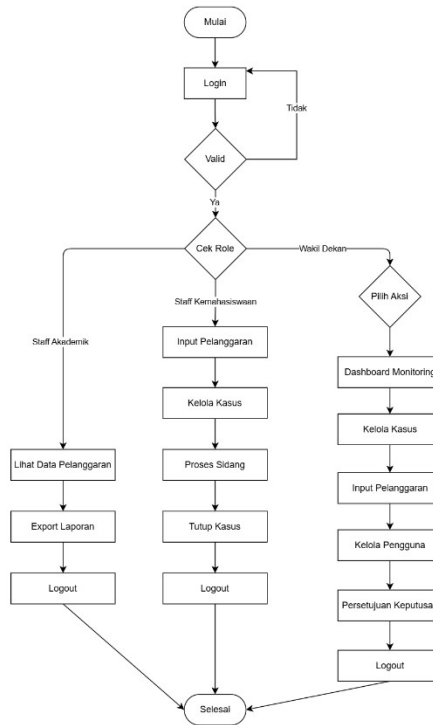 Mulai
Login
Tidak
Valid
Ya
Cek Role
Wakil Dekan
Pilih Aksi
Staff Kemahasiswaan
Staff Akademik
Input Pelanggaran
Dashboard Monitoring
Kelola Kasus
Kelola Kasus
Lihat Data Pelanggaran
Proses Sidang
Input Pelanggaran
Export Laporan
Tutup Kasus
Kelola Pengguna
Logout
Logout
Persetujuan Keputusa
Logout
Selesai